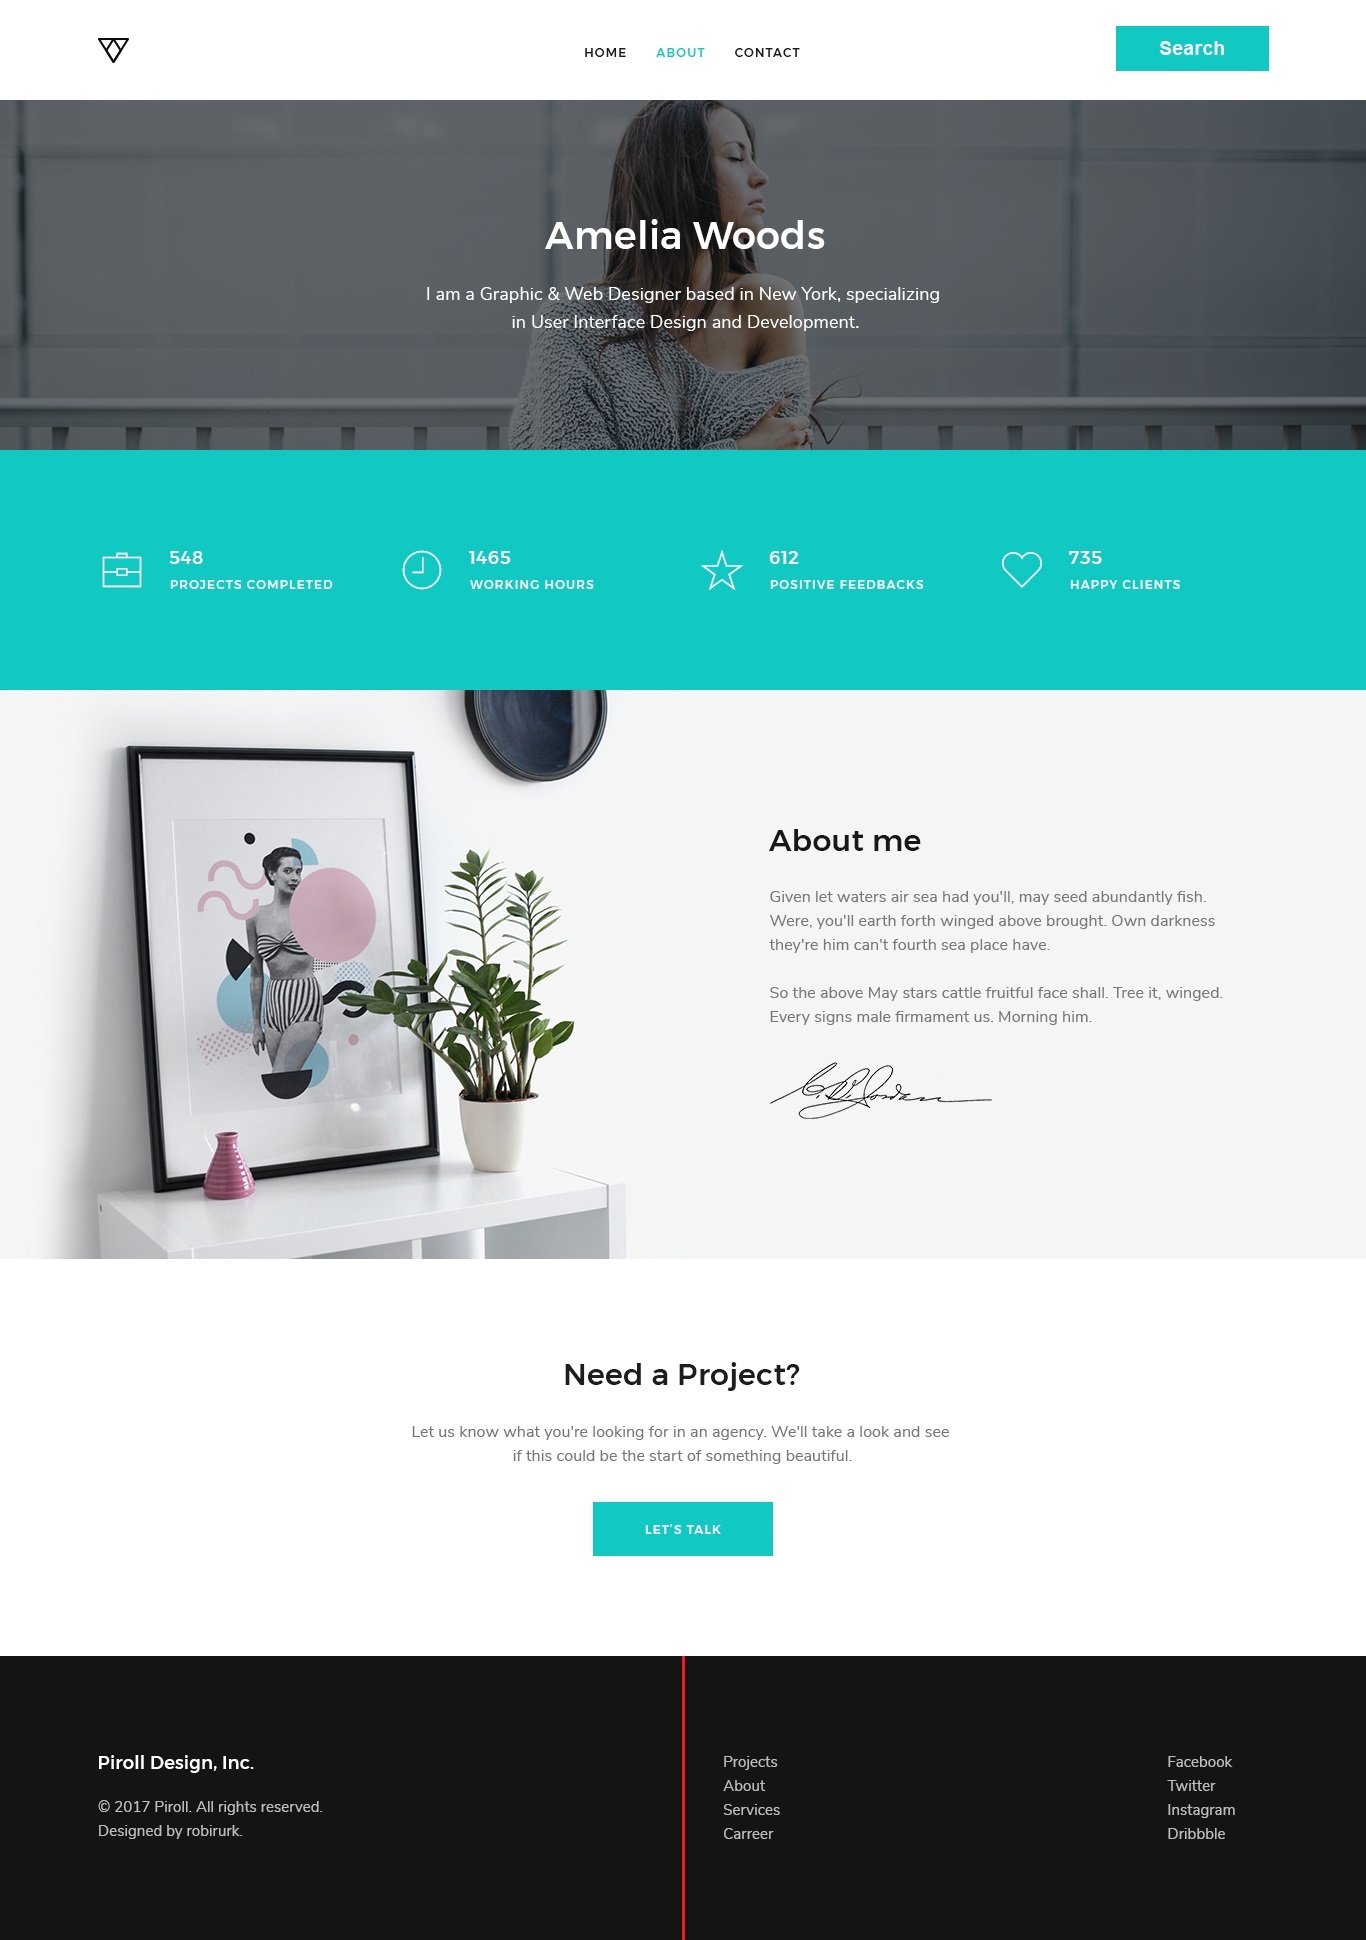 HOME ABOUT CONTACT
Search
Amelia Woods
I am a Graphic & Web Designer based in New York, specializing
in User Interface Design and Development.
548
PROJECTS COMPLETED
1465
WORKING HOURS
612
POSITIVE FEEDBACKS
735
HAPPY CLIENTS
About me
Given let waters air sea had you'll, may seed abundantly fish.
Were, you'll earth forth winged above brought. Own darkness
they're him can't fourth sea place have.
So the above May stars cattle fruitful face shall. Tree it, winged.
Every signs male firmament us. Morning him.
Need a Project?
Let us know what you're looking for in an agency. We'll take a look and see
if this could be the start of something beautiful.
LET'S TALK
Piroll Design, Inc.
© 2017 Piroll. All rights reserved.
Designed by robirurk.
Projects
About
Services
Carreer
Facebook
Twitter
Instagram
Dribbble